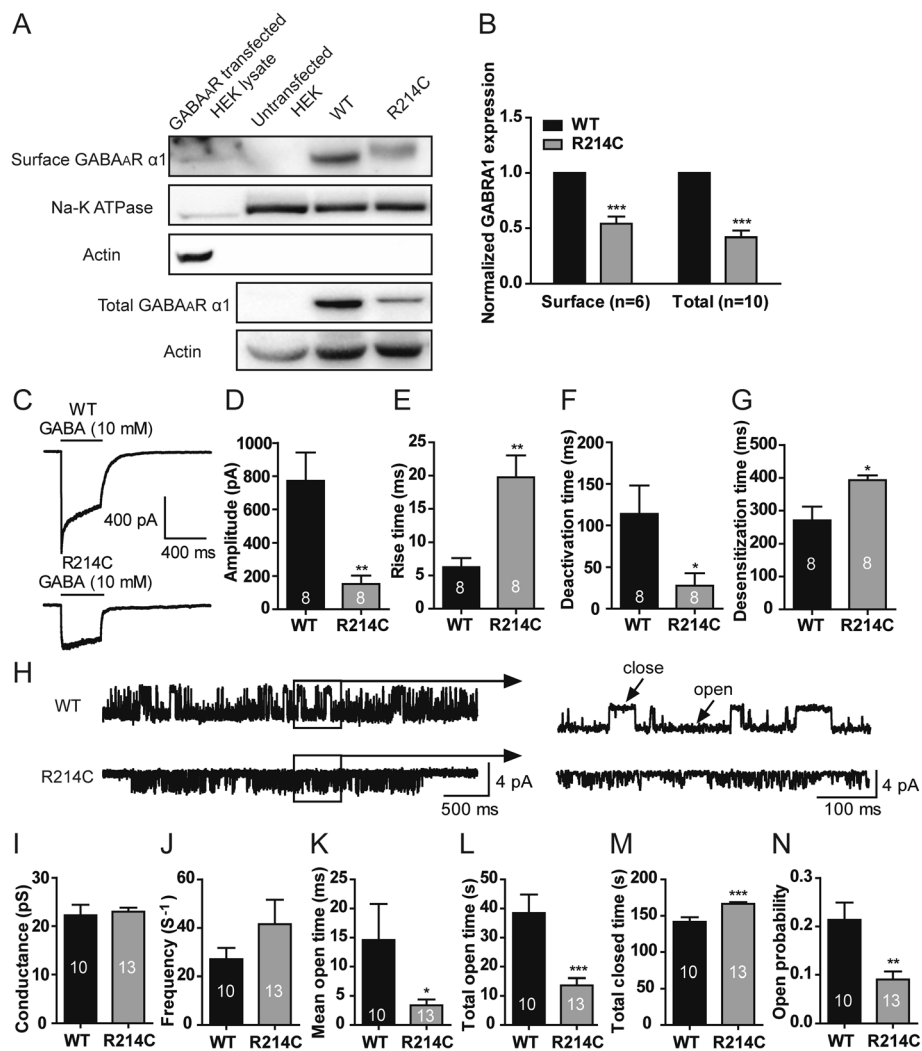 A
GABAAR transfected
HEK lysate
Untransfected
HEK
WT
R214C
Surface GABAAR α1
Na-K ATPase
Actin
Total GABAAR α1
Actin
B
Normalized GABRA1 expression
1.5
1.0
0.5
0.0
WT
R214C
***
***
Surface (n=6)
Total (n=10)
C
WT
GABA (10 mM)
400 pA
400 ms
R214C
GABA (10 mM)
D
Amplitude (pA)
1000
800
600
400
200
0
8
**
8
WT
R214C
E
Rise time (ms)
25
20
15
10
5
0
8
**
8
WT
R214C
F
Deactivation time (ms)
200
150
100
50
0
8
*
8
WT
R214C
G
Desensitization time (ms)
500
400
300
200
100
0
8
*
8
WT
R214C
H
WT
R214C
close
open
4 pA
500 ms
4 pA
100 ms
I
Conductance (pS)
30
20
10
0
10
13
WT
R214C
J
Frequency (S⁻¹)
60
40
20
0
10
13
WT
R214C
K
Mean open time (ms)
25
20
15
10
5
0
10
*
13
WT
R214C
L
Total open time (s)
50
40
30
20
10
0
10
***
13
WT
R214C
M
Total closed time (s)
200
150
100
50
0
10
***
13
WT
R214C
N
Open probability
0.3
0.2
0.1
0.0
10
**
13
WT
R214C